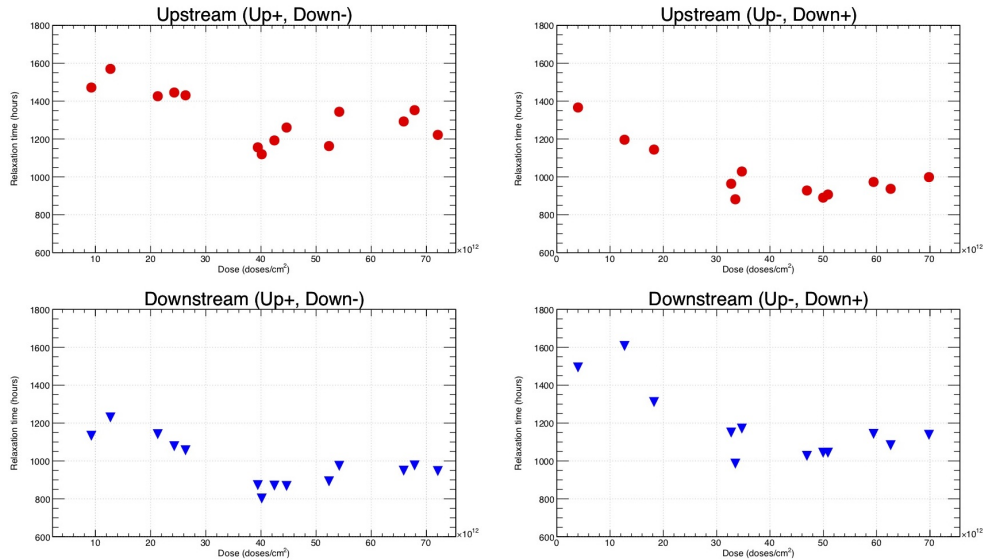 Upstream (Up+, Down-)
Relaxation time (hours)
1800
1600
1400
1200
1000
800
600
10 20 30 40 50 60 70
×10¹²
Dose (doses/cm²)
Upstream (Up-, Down+)
Relaxation time (hours)
1800
1600
1400
1200
1000
800
600
0 10 20 30 40 50 60 70
×10¹²
Dose (doses/cm²)
Downstream (Up+, Down-)
Relaxation time (hours)
1800
1600
1400
1200
1000
800
600
10 20 30 40 50 60 70
×10¹²
Dose (doses/cm²)
Downstream (Up-, Down+)
Relaxation time (hours)
1800
1600
1400
1200
1000
800
600
0 10 20 30 40 50 60 70
×10¹²
Dose (doses/cm²)